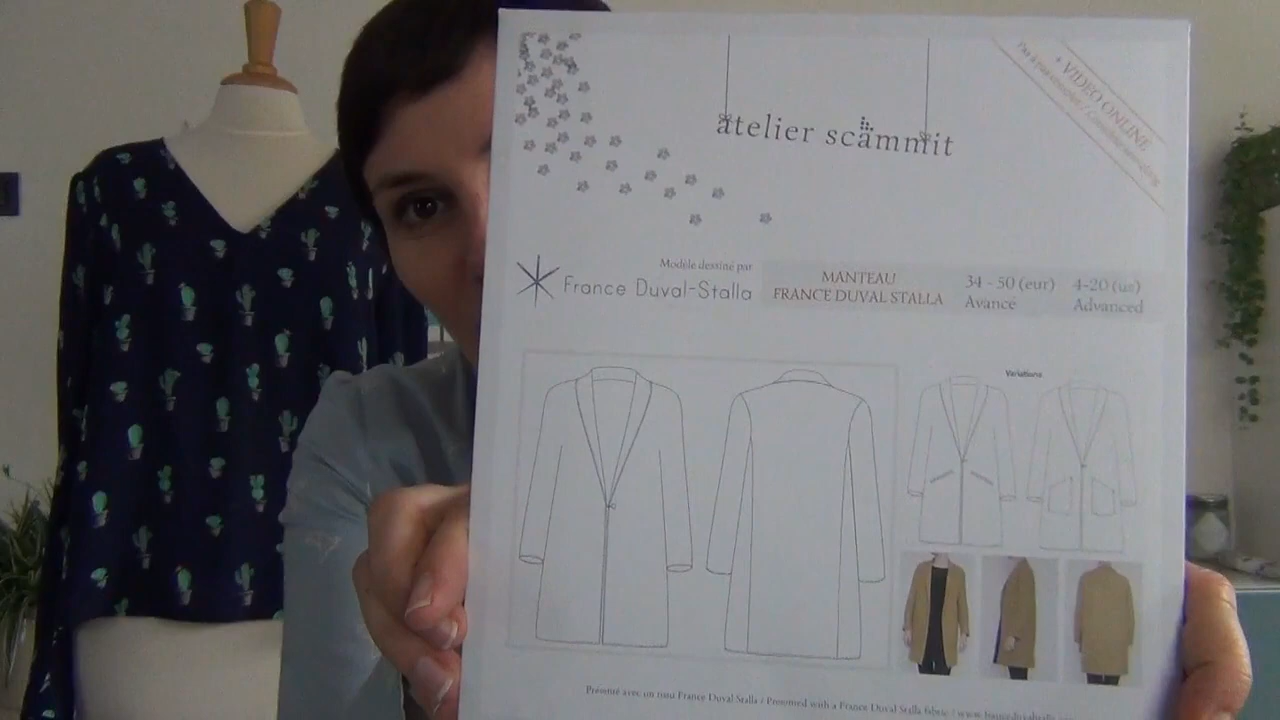 atelier scämmit
+ VIDEO ONLINE
Modèle dessiné par
France Duval-Stalla
MANTEAU
FRANCE DUVAL STALLA
34 - 50 (eur)
Avancé
4-20 (us)
Advanced
Variations
Présenté avec un tissu France Duval Stalla / Presented with a France Duval Stalla fabric